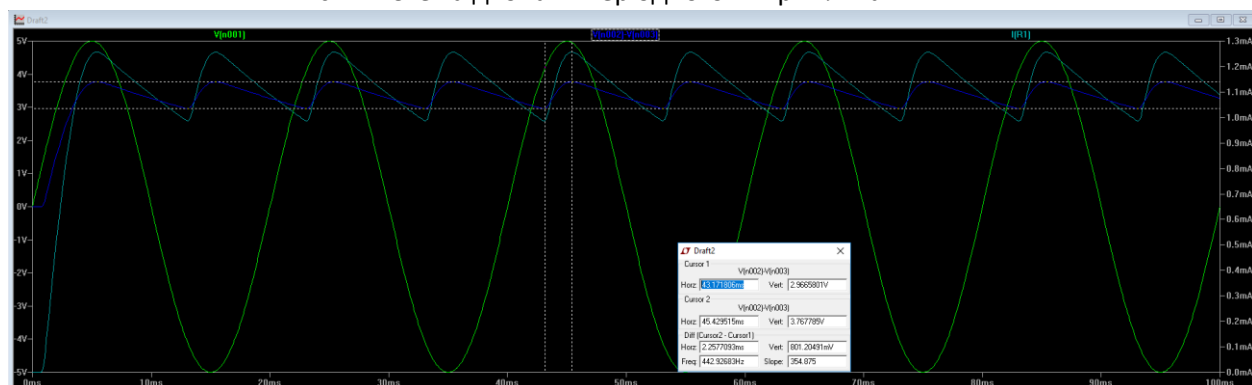 Draft2
V(n001) V(n002)-V(n003) I(R1)
5V 1.3mA
4V 1.2mA
3V 1.1mA
2V 1.0mA
1V 0.9mA
0V 0.8mA
-1V 0.7mA
-2V 0.6mA
-3V 0.5mA
-4V 0.4mA
-5V 0.3mA
0.2mA
0.1mA
0.0mA
0ms 10ms 20ms 30ms 40ms 50ms 60ms 70ms 80ms 90ms 100ms
Draft2
Cursor 1
V(n002)-V(n003)
Horz: 43.171806ms Vert: 2.9665801V
Cursor 2
V(n002)-V(n003)
Horz: 45.429515ms Vert: 3.767785V
Diff (Cursor2 - Cursor1)
Horz: 2.2577093ms Vert: 801.20491mV
Freq: 442.92683Hz Slope: 354.875